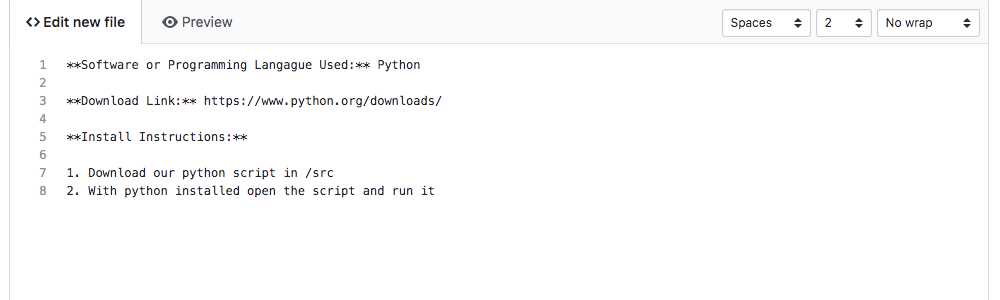 <> Edit new file
Preview
Spaces
2
No wrap
1 **Software or Programming Langague Used:** Python
2
3 **Download Link:** https://www.python.org/downloads/
4
5 **Install Instructions:**
6
7 1. Download our python script in /src
8 2. With python installed open the script and run it